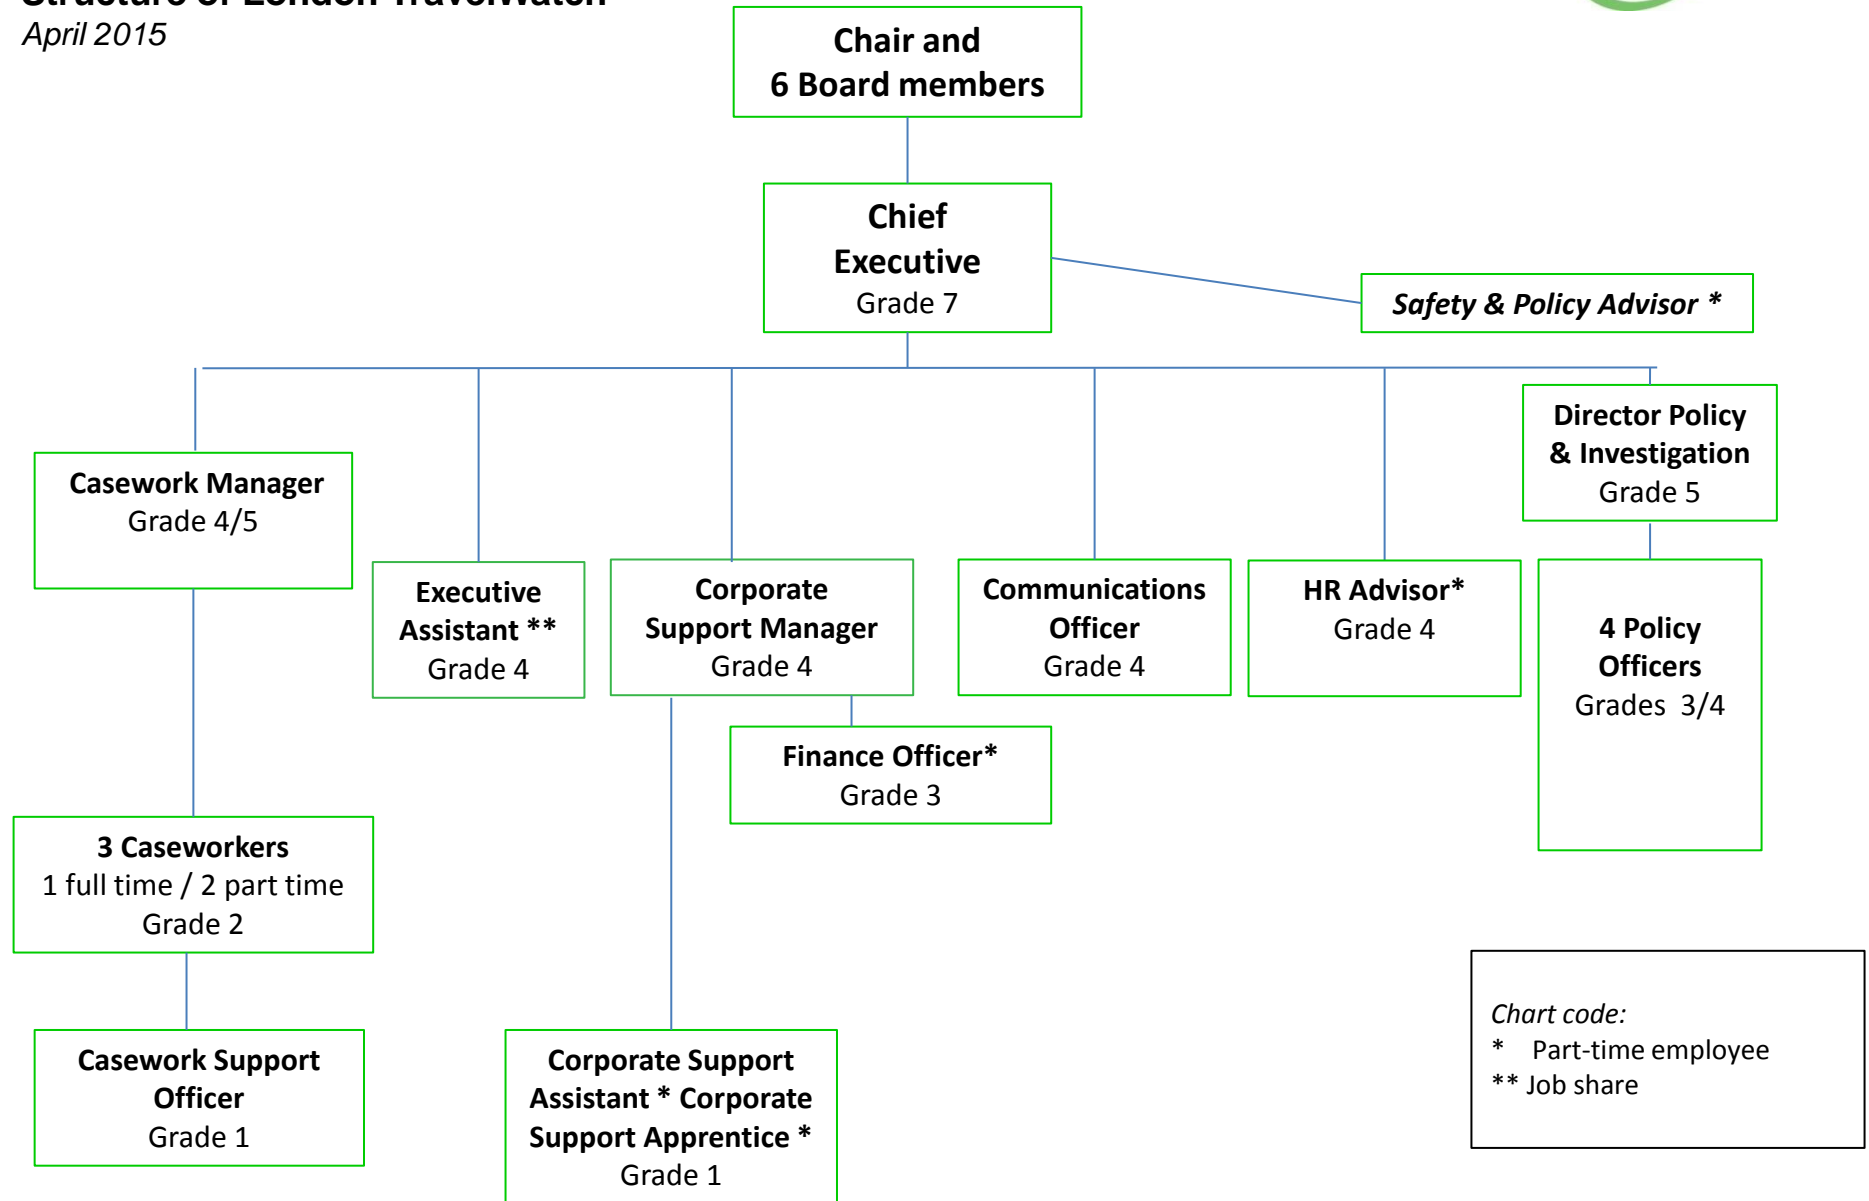 Structure of London TravelWatch
April 2015
Chair and
6 Board members
Chief
Executive
Grade 7
Safety & Policy Advisor *
Director Policy
& Investigation
Grade 5
Casework Manager
Grade 4/5
Executive
Assistant **
Grade 4
Corporate
Support Manager
Grade 4
Communications
Officer
Grade 4
HR Advisor*
Grade 4
4 Policy
Officers
Grades 3/4
Finance Officer*
Grade 3
3 Caseworkers
1 full time / 2 part time
Grade 2
Casework Support
Officer
Grade 1
Corporate Support
Assistant * Corporate
Support Apprentice *
Grade 1
Chart code:
* Part-time employee
** Job share